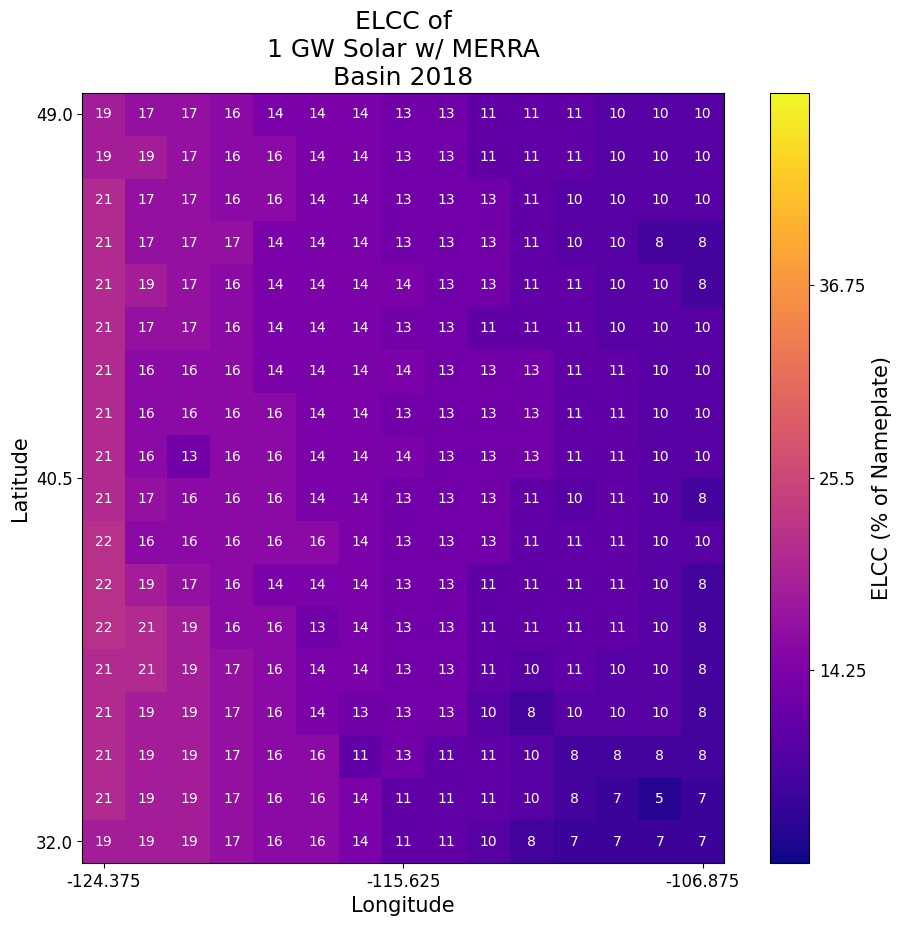 ELCC of
1 GW Solar w/ MERRA
Basin 2018
49.0
19 17 17 16 14 14 14 13 13 11 11 11 10 10 10
19 19 17 16 16 14 14 13 13 11 11 11 10 10 10
21 17 17 16 16 14 14 13 13 13 11 10 10 10 10
21 17 17 17 14 14 14 13 13 13 11 10 10 8 8
21 19 17 16 14 14 14 14 13 13 11 11 10 10 8
36.75
21 17 17 16 14 14 14 13 13 11 11 11 10 10 10
21 16 16 16 14 14 14 14 13 13 13 11 11 10 10
21 16 16 16 16 14 14 13 13 13 13 11 11 10 10
21 16 13 16 16 14 14 14 13 13 13 11 11 10 10
40.5
25.5
21 17 16 16 16 14 14 13 13 13 11 10 11 10 8
22 16 16 16 16 16 14 13 13 13 11 11 11 10 10
22 19 17 16 14 14 14 13 13 11 11 11 11 10 8
22 21 19 16 16 13 14 13 13 11 11 11 11 10 8
21 21 19 17 16 14 14 13 13 11 10 11 10 10 8
14.25
21 19 19 17 16 14 13 13 13 10 8 10 10 10 8
21 19 19 17 16 16 11 13 11 11 10 8 8 8 8
21 19 19 17 16 16 14 11 11 11 10 8 7 5 7
32.0
19 19 19 17 16 16 14 11 11 10 8 7 7 7 7
-124.375
-115.625
-106.875
Longitude
Latitude
ELCC (% of Nameplate)